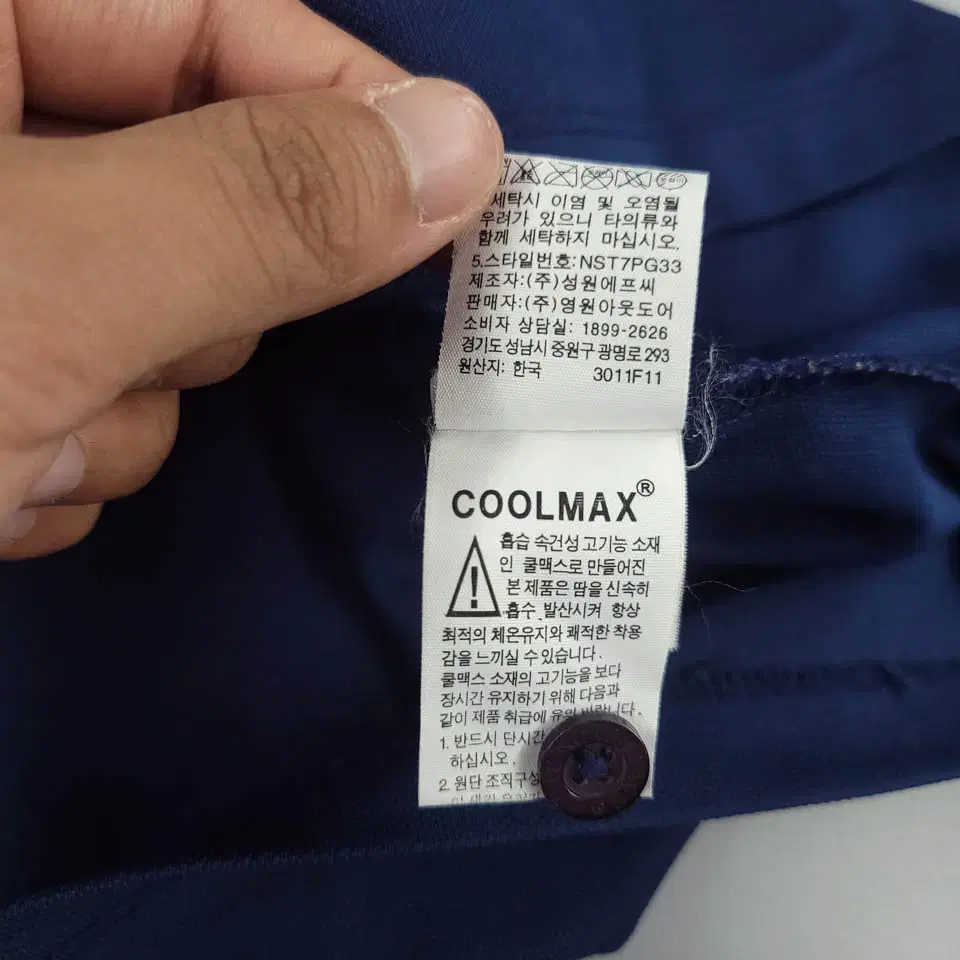 세탁시 이염 및 오염될
우려가 있으니 타의류와
함께 세탁하지 마십시오.
5.스타일번호:NST7PG33
제조자:(주)성원에프씨
판매자:(주)영원아웃도어
소비자 상담실: 1899-2626
경기도 성남시 중원구 광명로 293
원산지: 한국 3011F11
COOLMAX®
흡습 속건성 고기능 소재
인 쿨맥스로 만들어진
본 제품은 땀을 신속히
흡수, 발산시켜 항상
최적의 체온유지와 쾌적한 착용
감을 느끼실 수 있습니다.
쿨맥스 소재의 고기능을 보다
장시간 유지하기 위해 다음과
같이 제품 취급에 바랍니다.
1. 반드시 단시간
하십시오.
2. 원단 조직구성